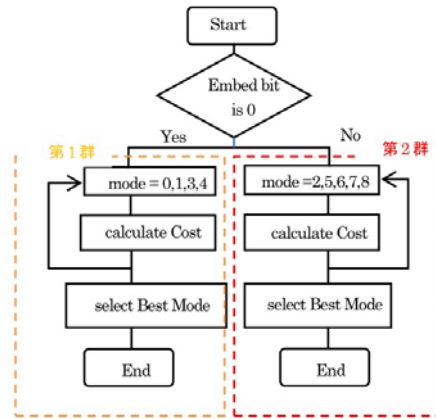 Start
Embed bit
is 0
Yes
No
第1群
第2群
mode = 0,1,3,4
mode=2,5,6,7,8
calculate Cost
calculate Cost
select Best Mode
select Best Mode
End
End